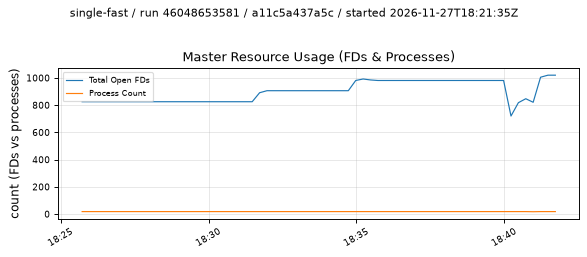 single-fast / run 46048653581 / a11c5a437a5c / started 2026-11-27T18:21:35Z
Master Resource Usage (FDs & Processes)
Total Open FDs
Process Count
count (FDs vs processes)
1000
800
600
400
200
0
18:25
18:30
18:35
18:40